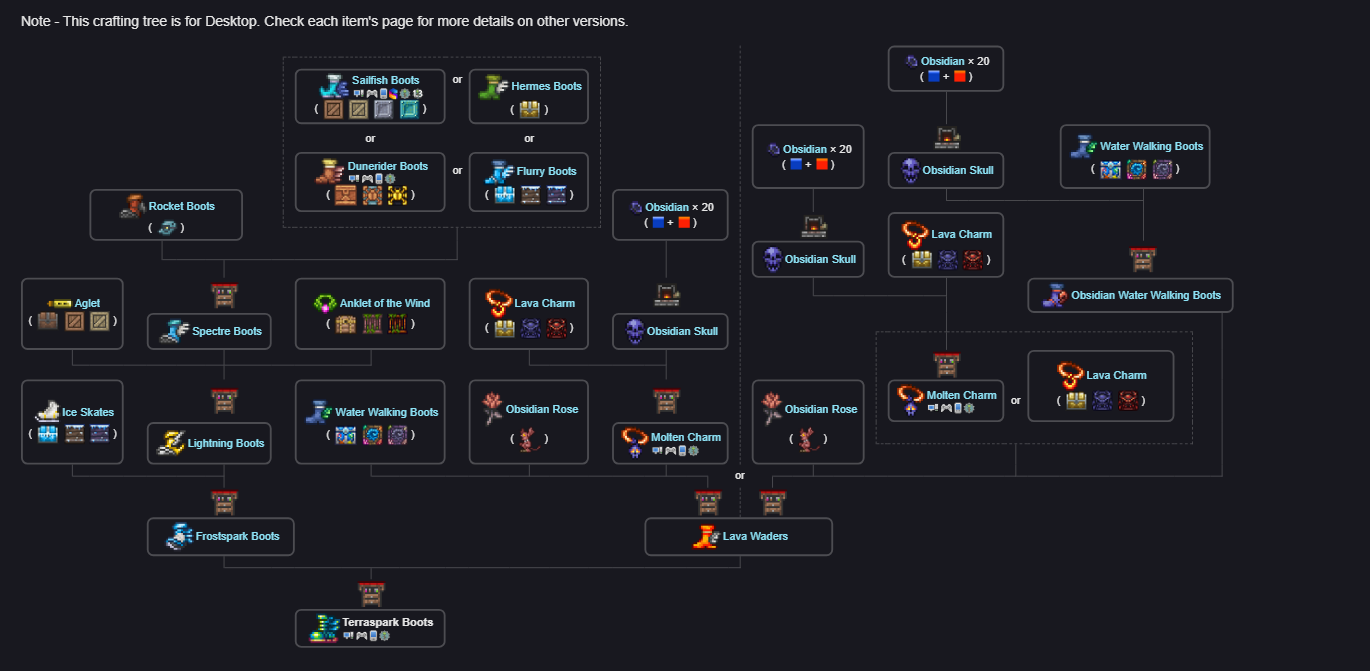 Note - This crafting tree is for Desktop. Check each item's page for more details on other versions.
Sailfish Boots
or
Hermes Boots
( )
( )
or
or
Dunerider Boots
or
Flurry Boots
( )
( )
Rocket Boots
( )
Obsidian × 20
( + )
Aglet
( )
Spectre Boots
Anklet of the Wind
( )
Lava Charm
( )
Obsidian Skull
Ice Skates
( )
Lightning Boots
Water Walking Boots
( )
Obsidian Rose
( )
Molten Charm
Frostspark Boots
or
Lava Waders
Terraspark Boots
Obsidian × 20
( + )
Obsidian Skull
Obsidian × 20
( + )
Obsidian Skull
Water Walking Boots
( )
Lava Charm
( )
Obsidian Water Walking Boots
Obsidian Rose
( )
Molten Charm
or
Lava Charm
( )